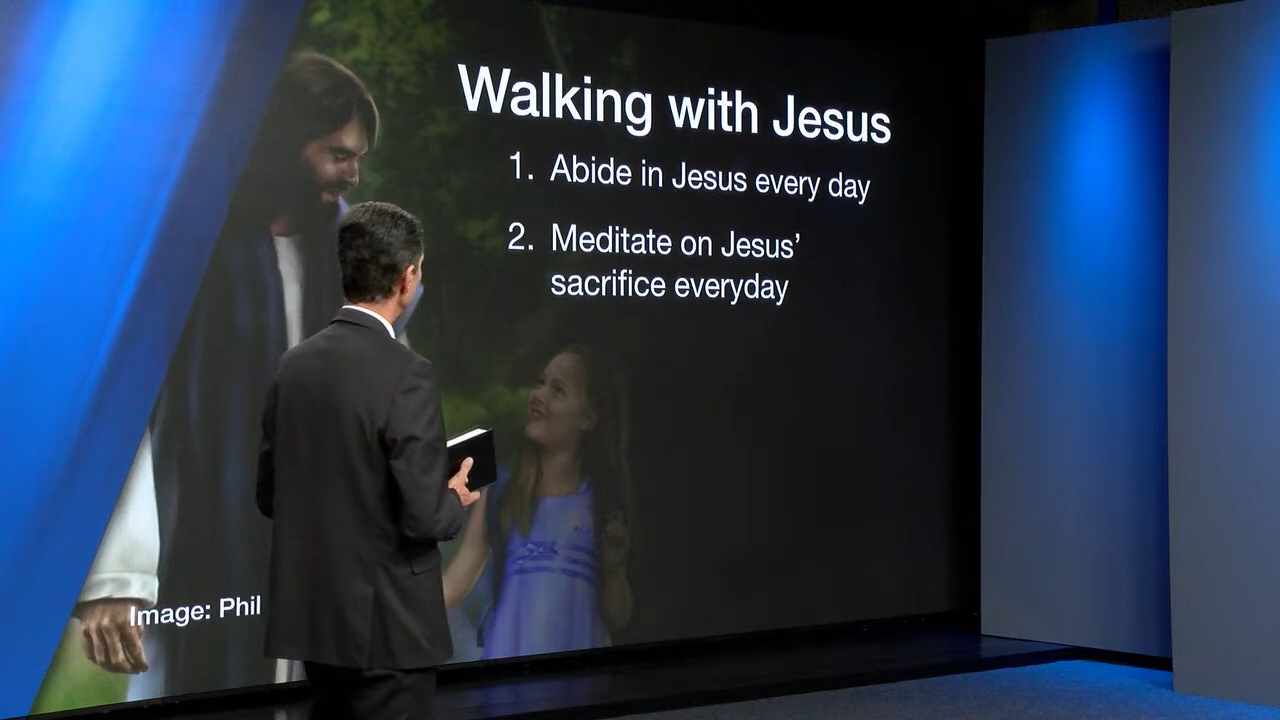 Walking with Jesus
1. Abide in Jesus every day
2. Meditate on Jesus’
sacrifice everyday
Image: Phil